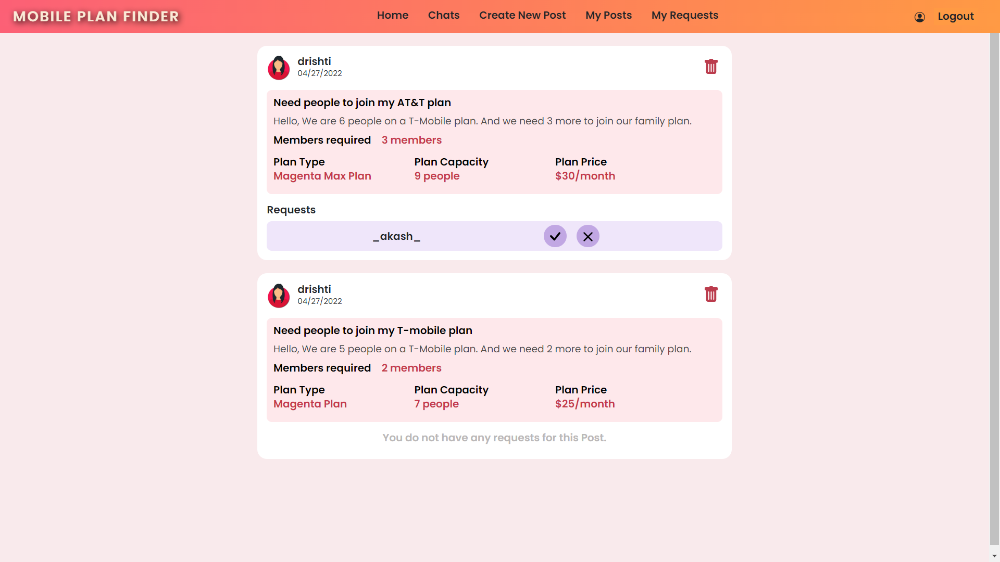 MOBILE PLAN FINDER
Home Chats Create New Post My Posts My Requests
Logout
drishti
04/27/2022
Need people to join my AT&T plan
Hello, We are 6 people on a T-Mobile plan. And we need 3 more to join our family plan.
Members required 3 members
Plan Type Plan Capacity Plan Price
Magenta Max Plan 9 people $30/month
Requests
_akash_
drishti
04/27/2022
Need people to join my T-mobile plan
Hello, We are 5 people on a T-Mobile plan. And we need 2 more to join our family plan.
Members required 2 members
Plan Type Plan Capacity Plan Price
Magenta Plan 7 people $25/month
You do not have any requests for this Post.